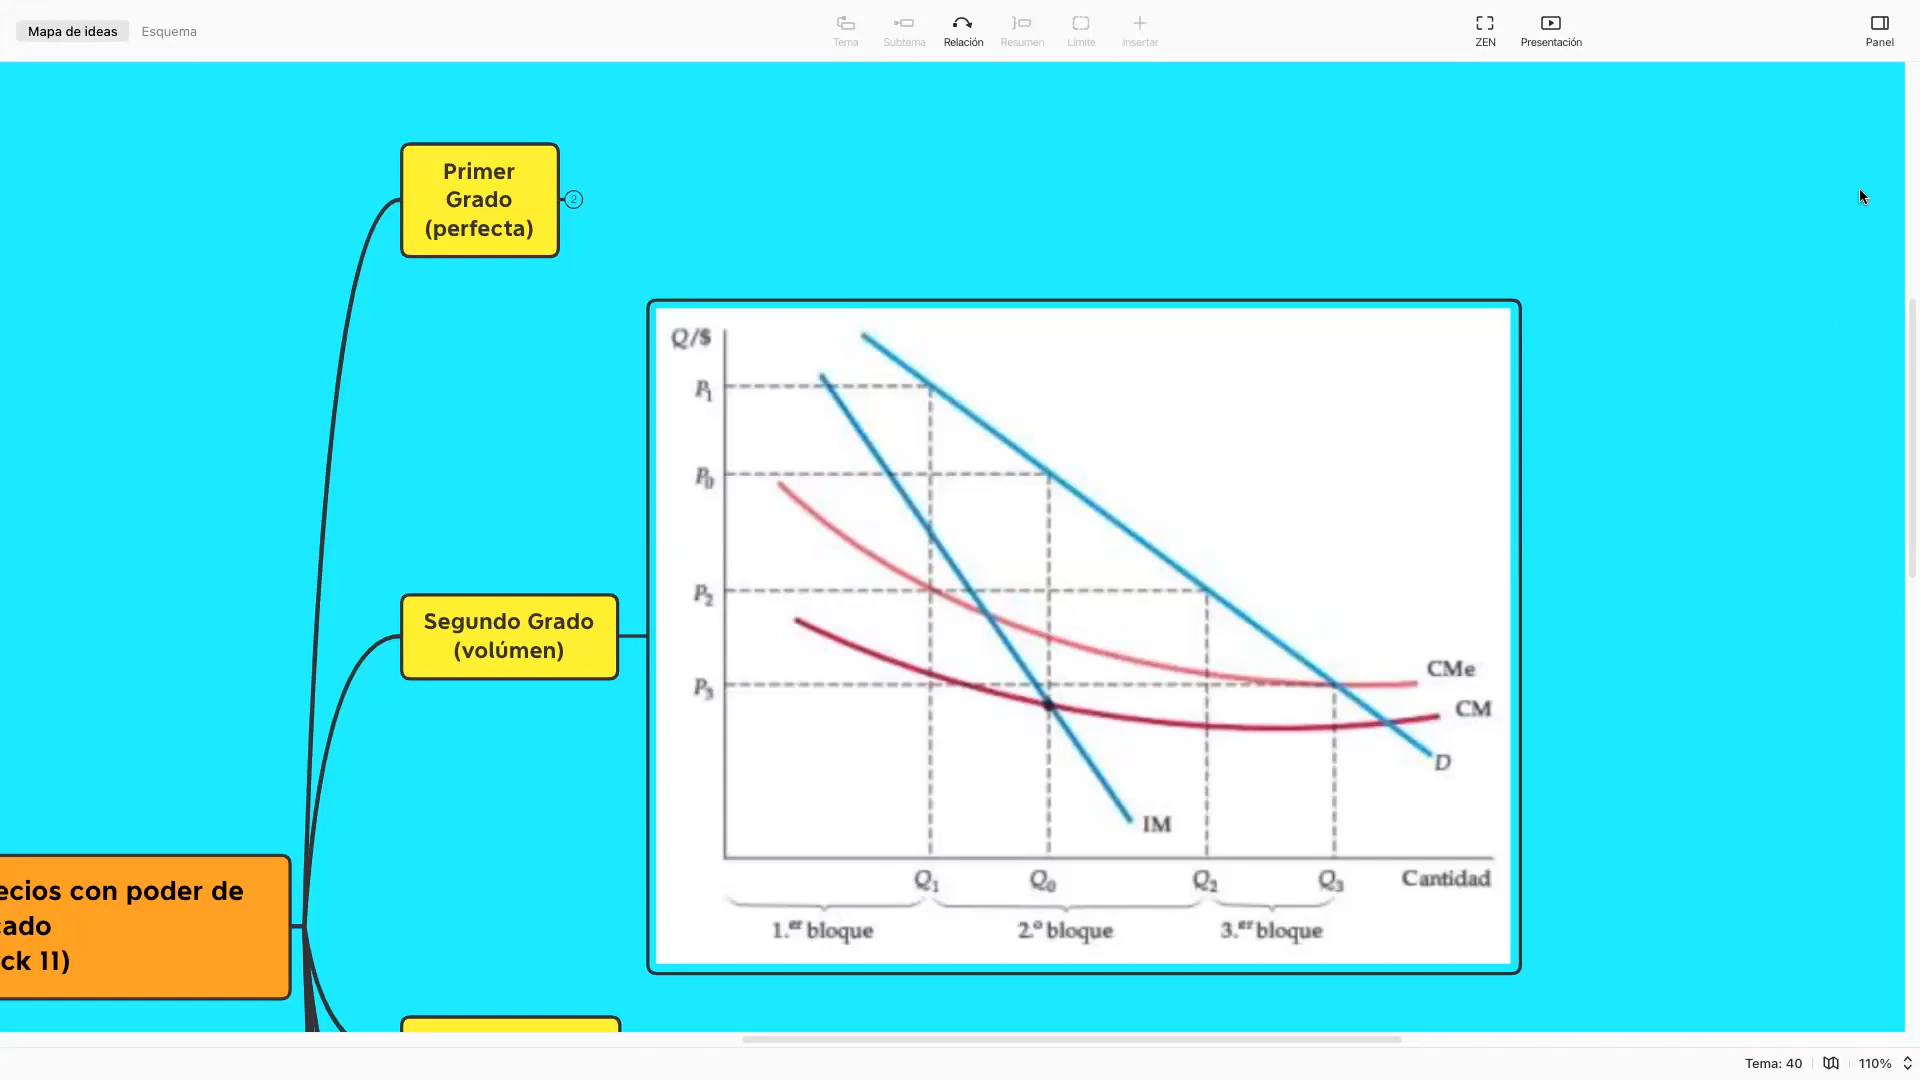 Mapa de ideas
Esquema
Tema
Subtema
Relación
Resumen
Límite
Insertar
ZEN
Presentación
Panel
Primer
Grado
(perfecta)
2
Segundo Grado
(volúmen)
ecios con poder de
cado
ck 11)
Q/$
P1
P0
P2
P3
CMe
CM
D
IM
Q1 Q0 Q2 Q3 Cantidad
1.er bloque 2.º bloque 3.er bloque
Tema: 40
110%